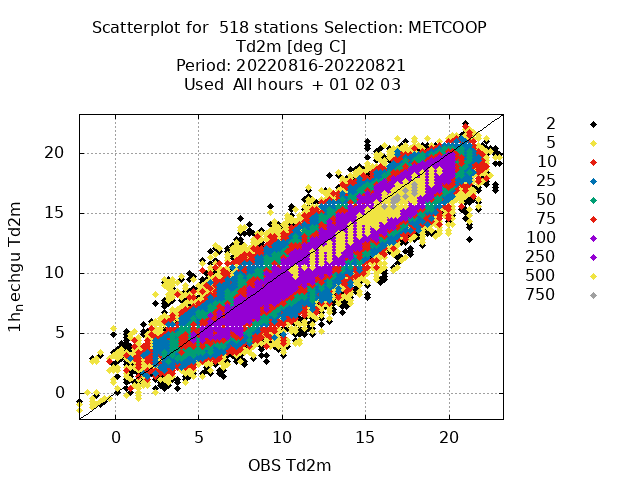 Scatterplot for  518 stations Selection: METCOOP
Td2m [deg C]
Period: 20220816-20220821
Used  All hours  + 01 02 03
2
5
10
25
50
75
100
250
500
750
20
15
10
5
0
1h_nechgu Td2m
0 5 10 15 20
OBS Td2m